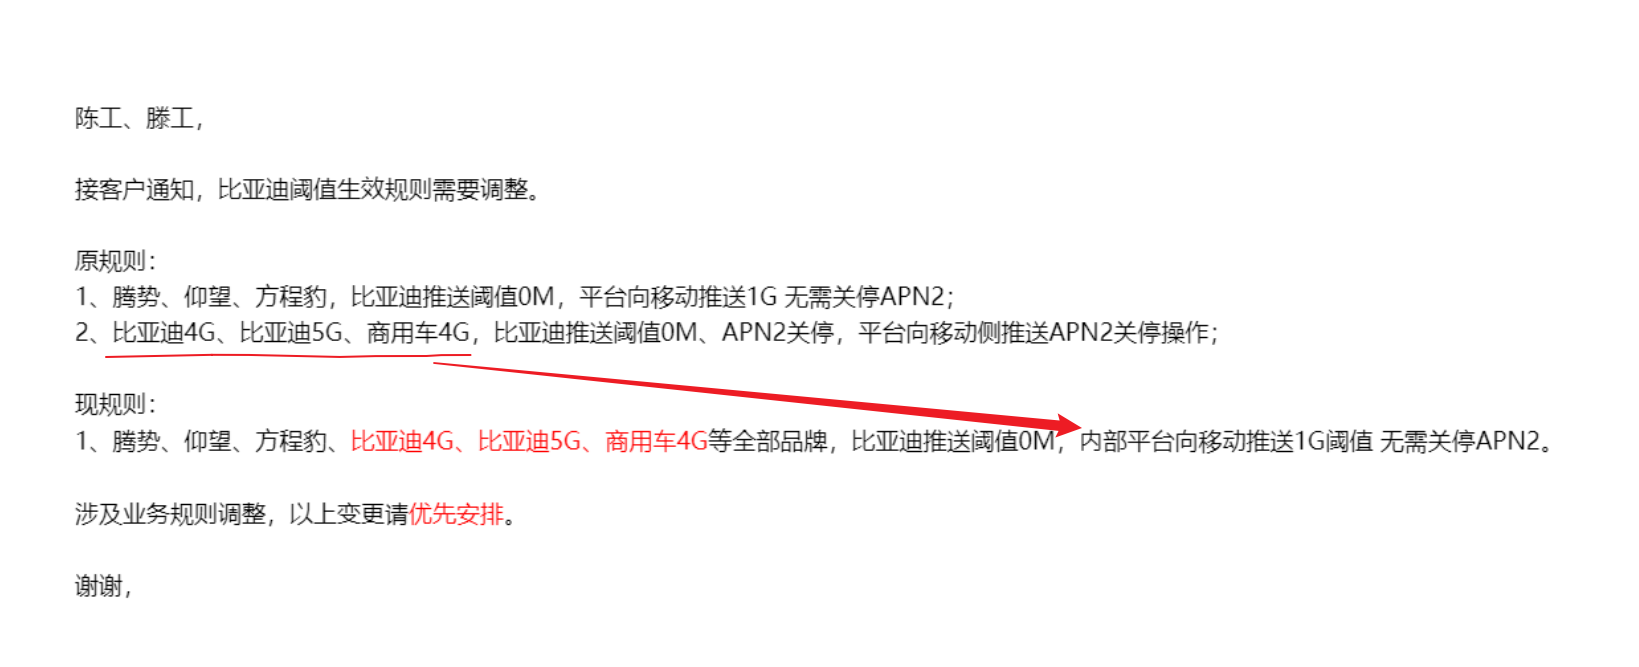 陈工、滕工，
接客户通知，比亚迪阈值生效规则需要调整。
原规则：
1、腾势、仰望、方程豹，比亚迪推送阈值0M，平台向移动推送1G 无需关停APN2；
2、比亚迪4G、比亚迪5G、商用车4G，比亚迪推送阈值0M、APN2关停，平台向移动侧推送APN2关停操作；
现规则：
1、腾势、仰望、方程豹、比亚迪4G、比亚迪5G、商用车4G等全部品牌，比亚迪推送阈值0M，内部平台向移动推送1G阈值 无需关停APN2。
涉及业务规则调整，以上变更请优先安排。
谢谢，